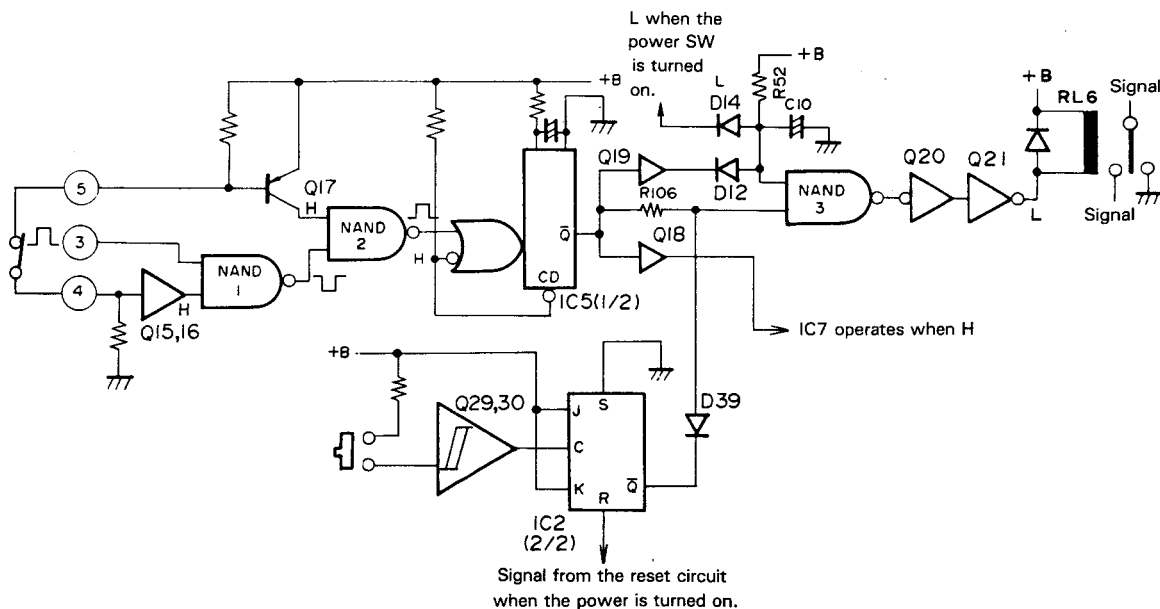 L when the
power SW
is turned
on.
L
D14
+B
R52
C10
+B
RL6
Signal
Signal
+B
5
Q17
H
3
4
NAND
1
H
Q15,16
NAND
2
H
Q̅
CD
IC5(1/2)
Q19
D12
R106
Q18
NAND
3
Q20
Q21
L
IC7 operates when H
+B
Q29,30
J
S
C
K
R
Q̅
D39
IC2
(2/2)
Signal from the reset circuit
when the power is turned on.